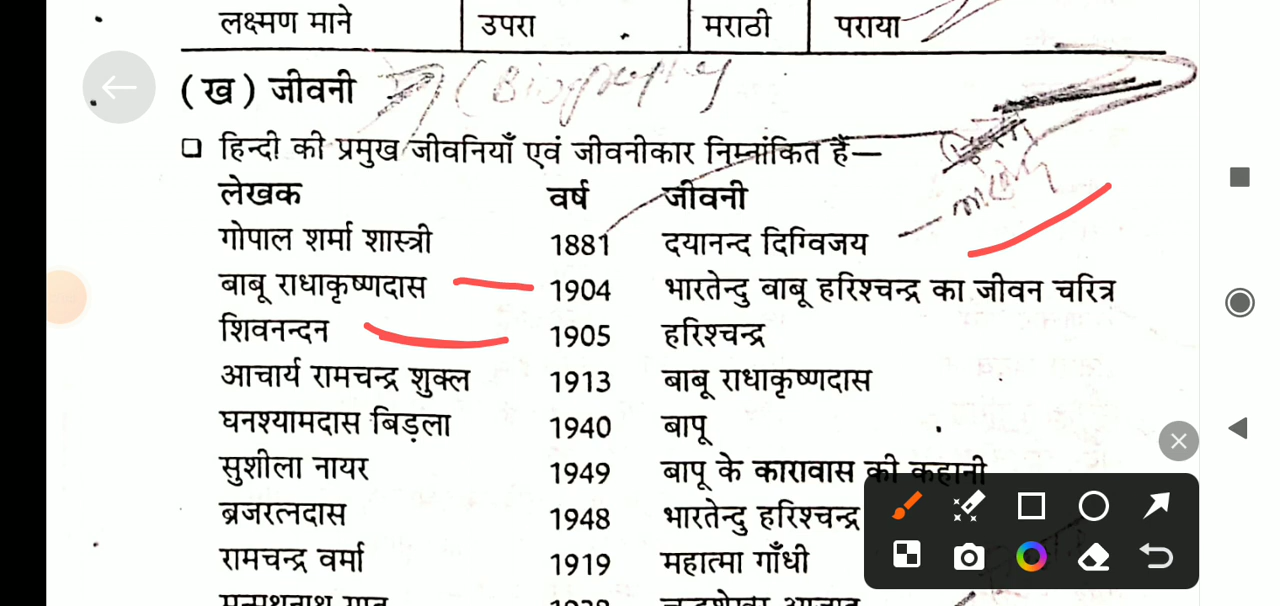 लक्ष्मण माने उपरा मराठी पराया
(ख) जीवनी (Biography
हिन्दी की प्रमुख जीवनियाँ एवं जीवनीकार निम्नांकित हैं—
लेखक वर्ष जीवनी
गोपाल शर्मा शास्त्री 1881 दयानन्द दिग्विजय
बाबू राधाकृष्णदास 1904 भारतेन्दु बाबू हरिश्चन्द्र का जीवन चरित्र
शिवनन्दन 1905 हरिश्चन्द्र
आचार्य रामचन्द्र शुक्ल 1913 बाबू राधाकृष्णदास
घनश्यामदास बिड़ला 1940 बापू
सुशीला नायर 1949 बापू के कारावास की कहानी
ब्रजरत्नदास 1948 भारतेन्दु हरिश्चन्द्र
रामचन्द्र वर्मा 1919 महात्मा गाँधी